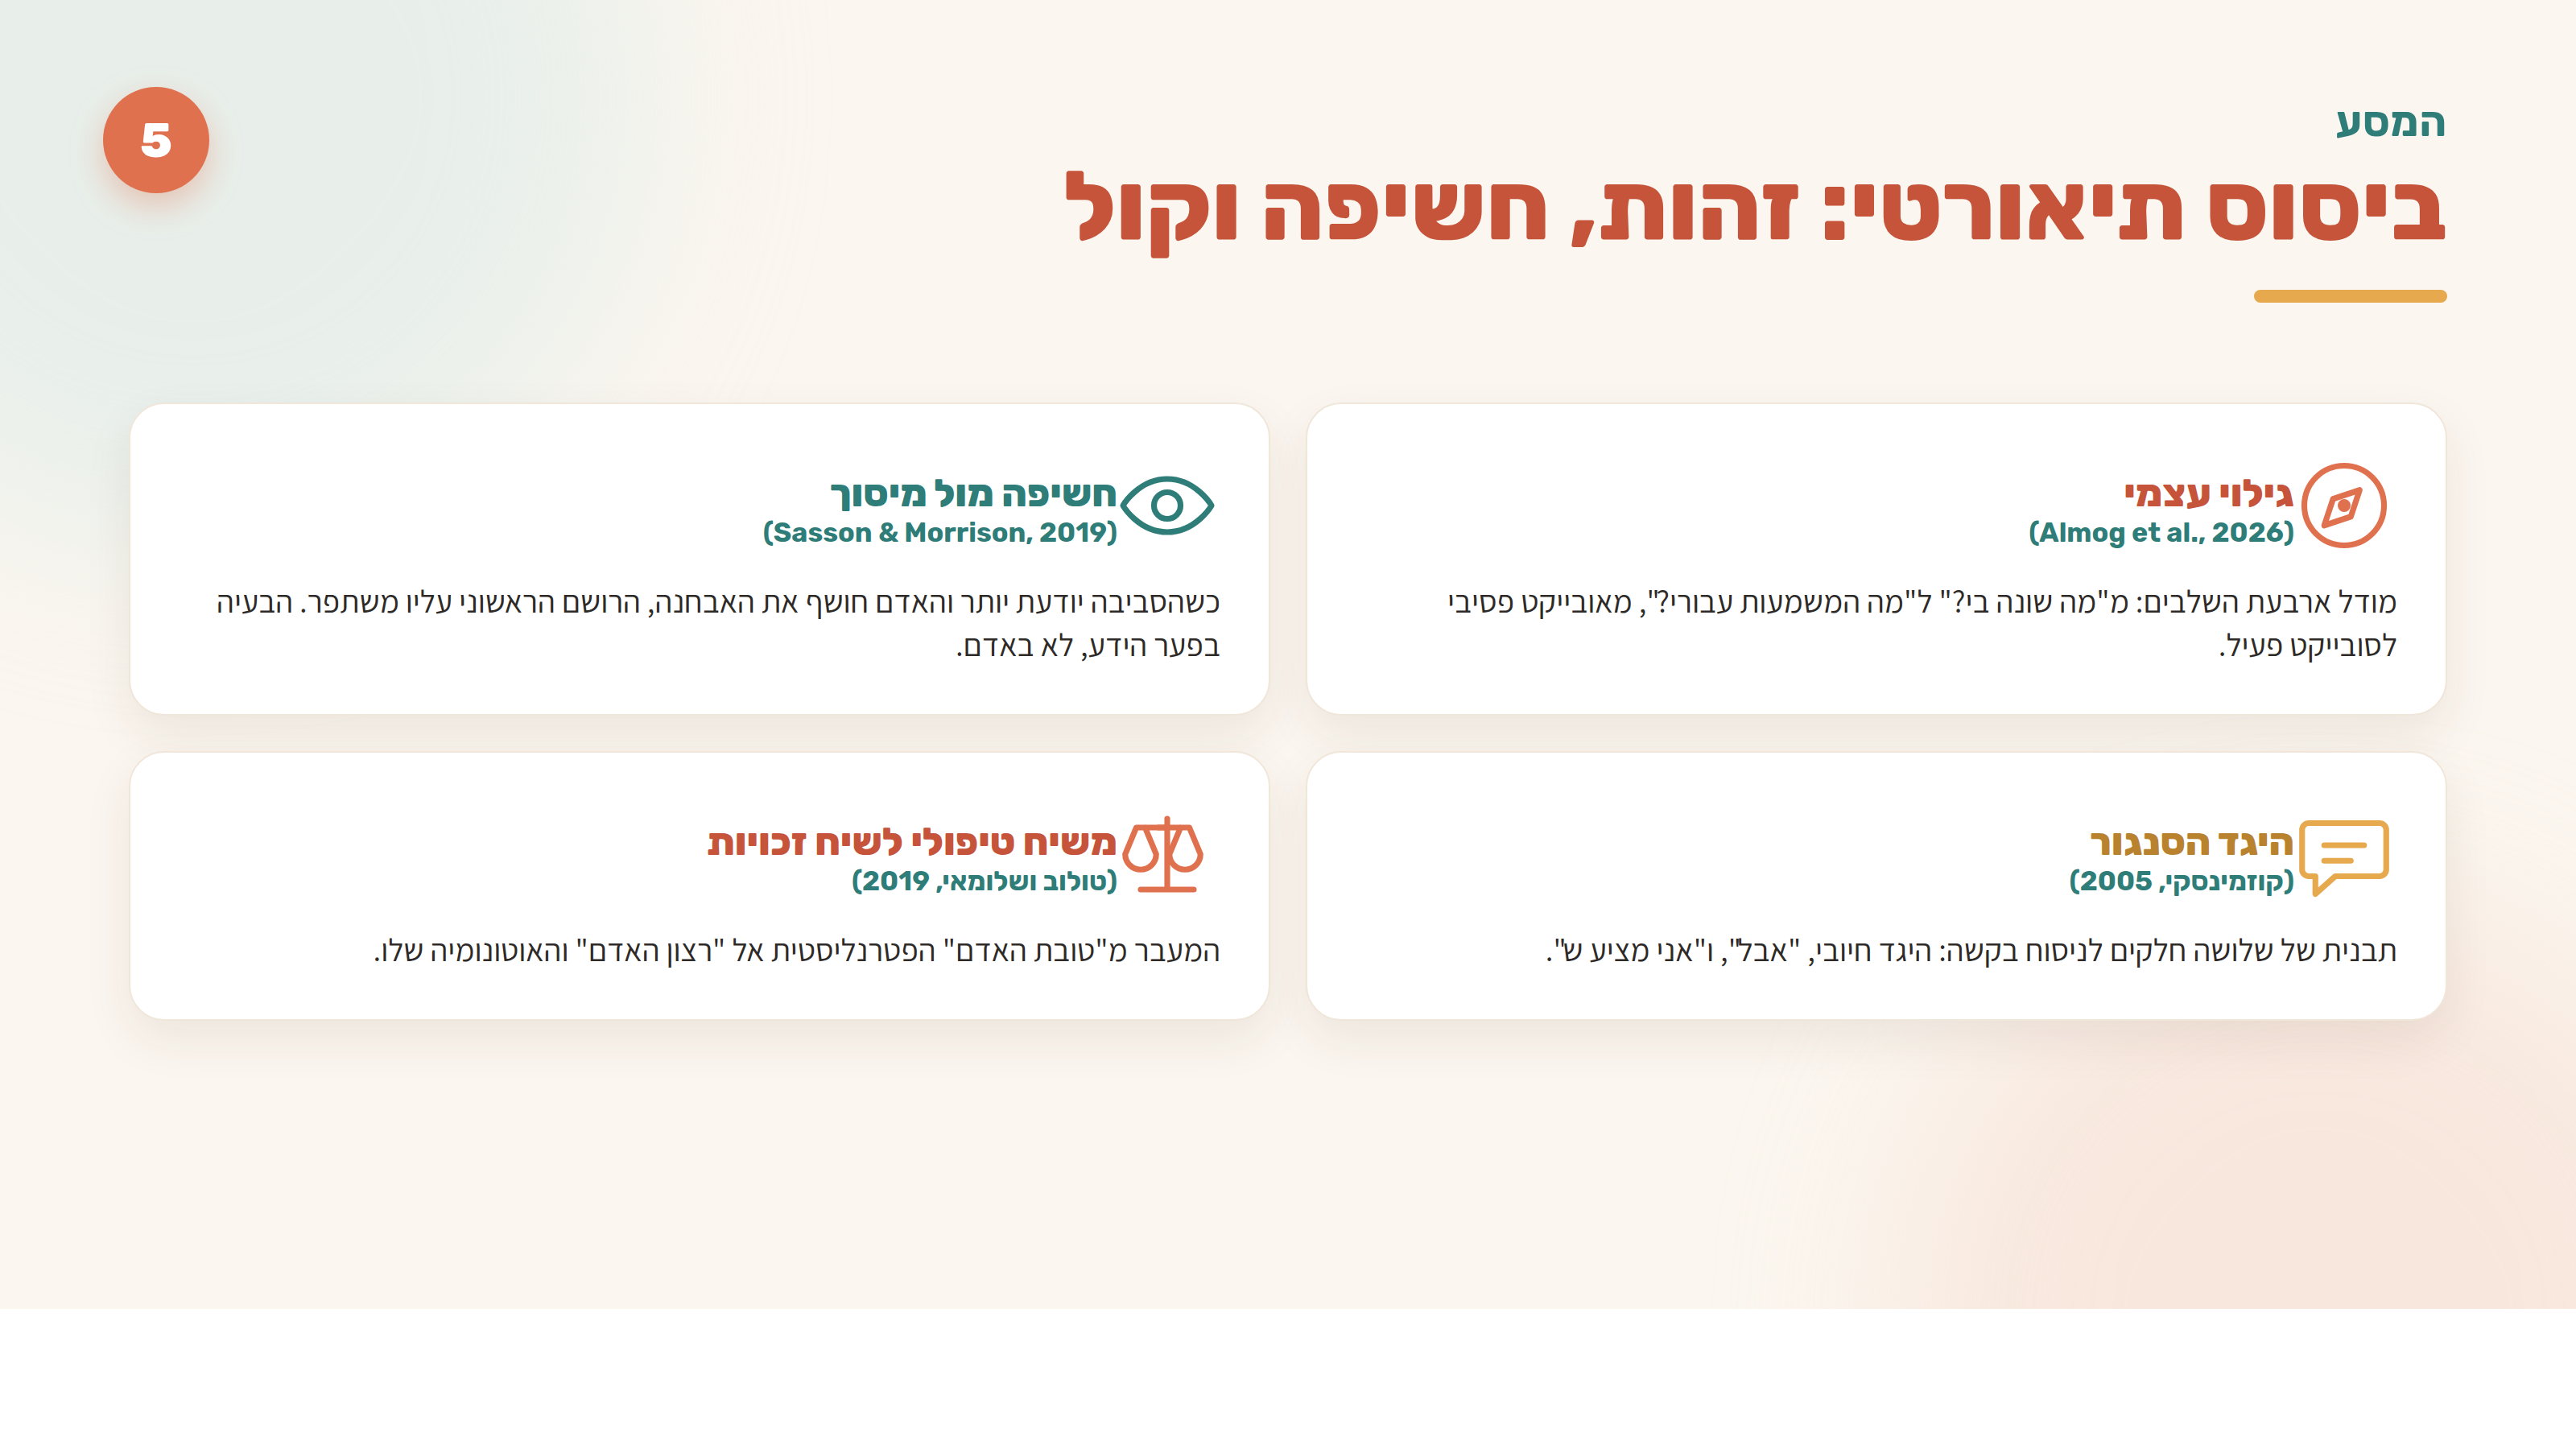 המסע
ביסוס תיאורטי: זהות, חשיפה וקול
5
גילוי עצמי
(Almog et al., 2026)
מודל ארבעת השלבים: מ"מה שונה בי?" ל"מה המשמעות עבורי?", מאובייקט פסיבי
לסובייקט פעיל.
חשיפה מול מיסוך
(Sasson & Morrison, 2019)
כשהסביבה יודעת יותר והאדם חושף את האבחנה, הרושם הראשוני עליו משתפר. הבעיה
בפער הידע, לא באדם.
היגד הסנגור
(קוזמינסקי, 2005)
תבנית של שלושה חלקים לניסוח בקשה: היגד חיובי, "אבל", ו"אני מציע ש".
משיח טיפולי לשיח זכויות
(טולוב ושלומאי, 2019)
המעבר מ"טובת האדם" הפטרנליסטית אל "רצון האדם" והאוטונומיה שלו.